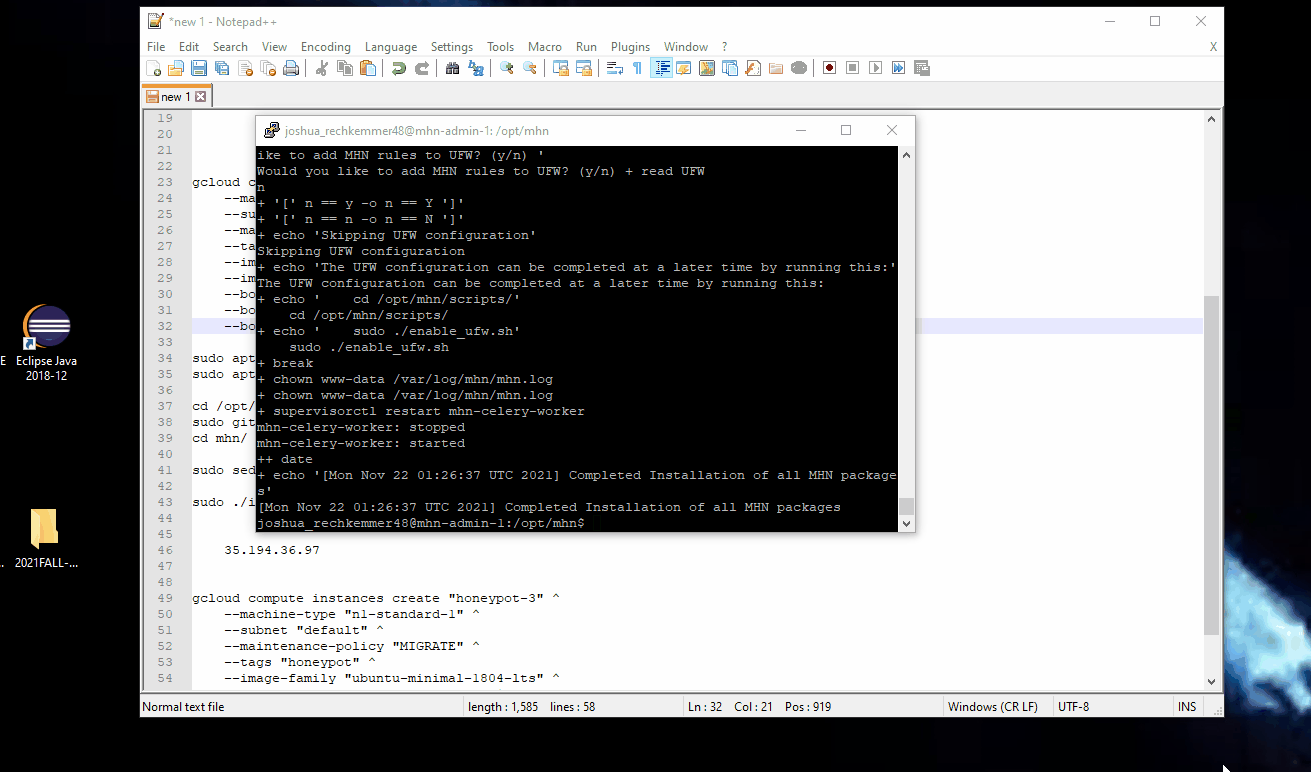 *new 1 - Notepad++
File Edit Search View Encoding Language Settings Tools Macro Run Plugins Window ? X
new 1
joshua_rechkemmer48@mhn-admin-1: /opt/mhn
ike to add MHN rules to UFW? (y/n) '
Would you like to add MHN rules to UFW? (y/n) + read UFW
n
+ '[' n == y -o n == Y ']'
+ '[' n == n -o n == N ']'
+ echo 'Skipping UFW configuration'
Skipping UFW configuration
+ echo 'The UFW configuration can be completed at a later time by running this:'
The UFW configuration can be completed at a later time by running this:
+ echo '    cd /opt/mhn/scripts/'
    cd /opt/mhn/scripts/
+ echo '    sudo ./enable_ufw.sh'
    sudo ./enable_ufw.sh
+ break
+ chown www-data /var/log/mhn/mhn.log
+ chown www-data /var/log/mhn/mhn.log
+ supervisorctl restart mhn-celery-worker
mhn-celery-worker: stopped
mhn-celery-worker: started
++ date
+ echo '[Mon Nov 22 01:26:37 UTC 2021] Completed Installation of all MHN package
s'
[Mon Nov 22 01:26:37 UTC 2021] Completed Installation of all MHN packages
joshua_rechkemmer48@mhn-admin-1:/opt/mhn$
19
20
21
22
23 gcloud c
24     --ma
25     --su
26     --ma
27     --ta
28     --im
29     --im
30     --bo
31     --bo
32     --bo
33
34 sudo apt
35 sudo apt
36
37 cd /opt/
38 sudo git
39 cd mhn/
40
41 sudo sed
42
43 sudo ./i
44
45
46     35.194.36.97
47
48
49 gcloud compute instances create "honeypot-3" ^
50     --machine-type "n1-standard-1" ^
51     --subnet "default" ^
52     --maintenance-policy "MIGRATE" ^
53     --tags "honeypot" ^
54     --image-family "ubuntu-minimal-1804-lts" ^
Normal text file length : 1,585 lines : 58 Ln : 32 Col : 21 Pos : 919 Windows (CR LF) UTF-8 INS
E Eclipse Java
2018-12
.. 2021FALL-...